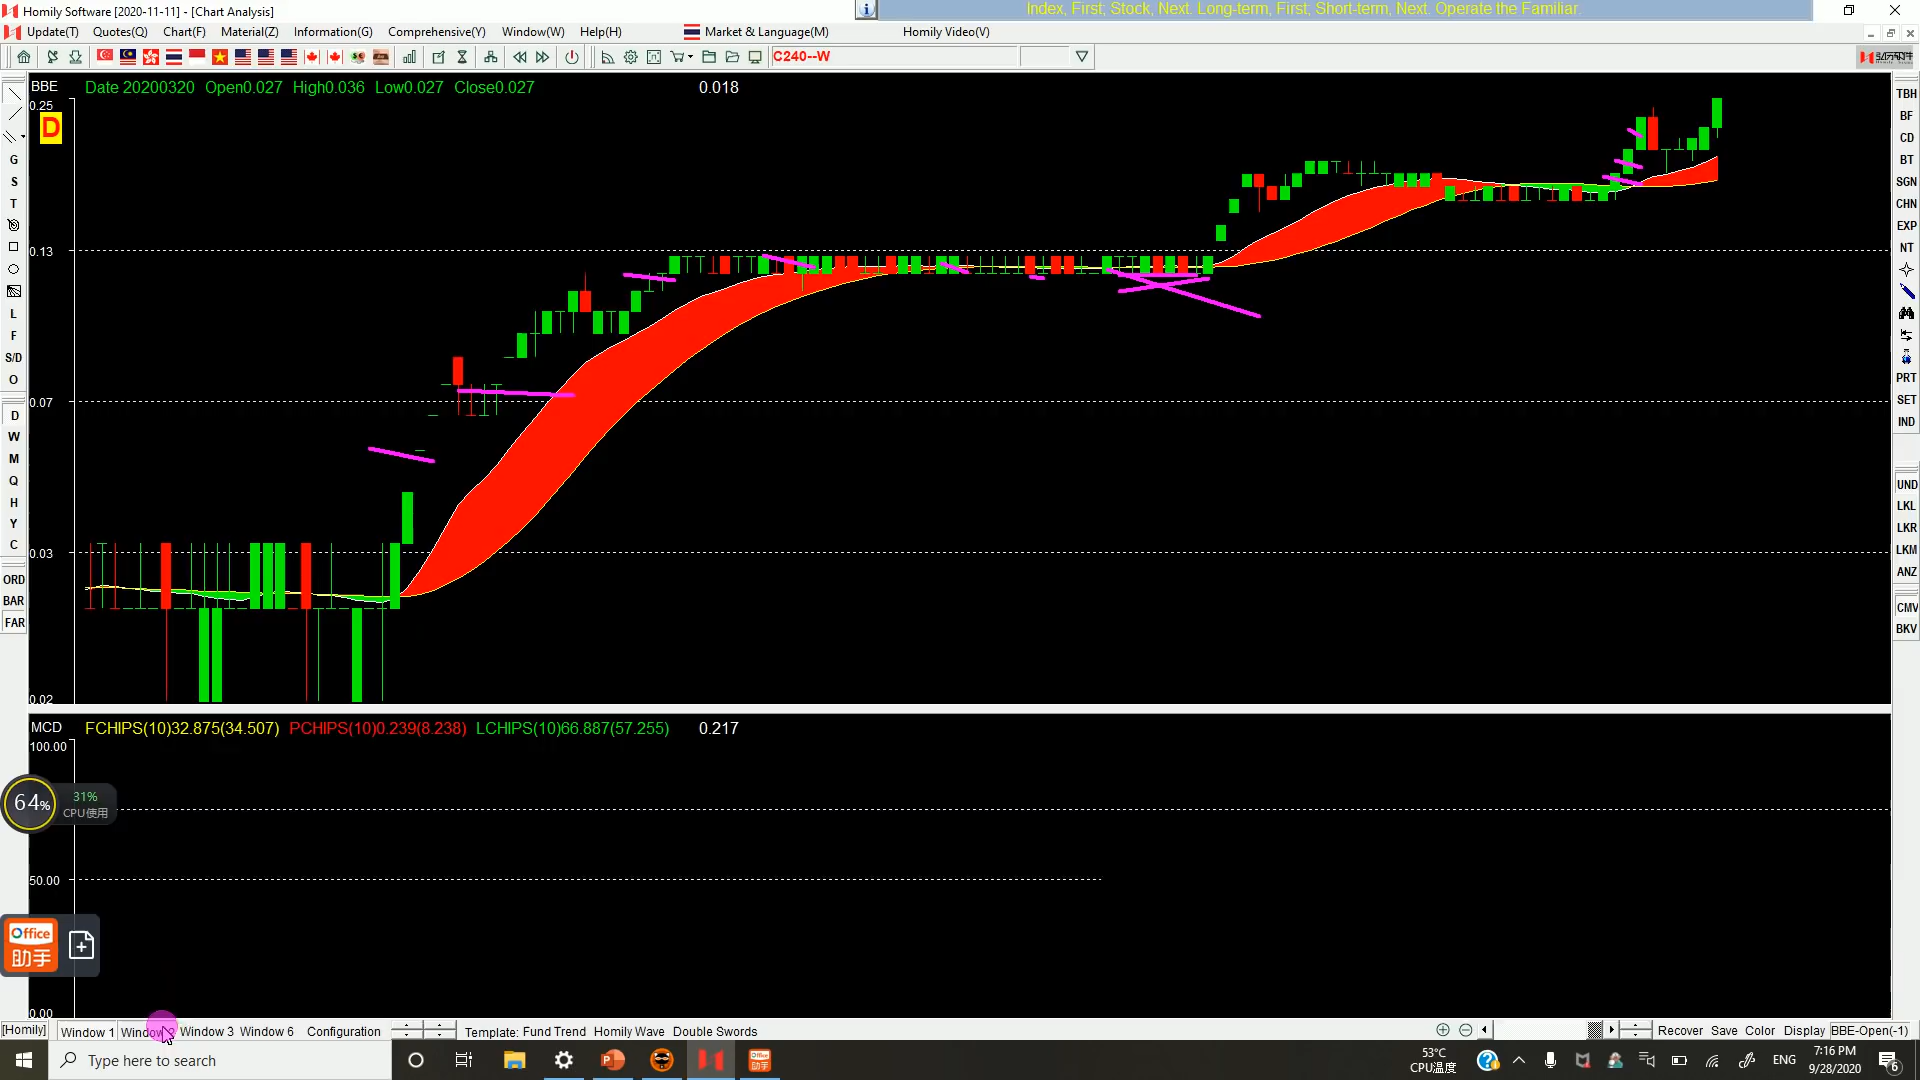 Homily Software [2020-11-11] - [Chart Analysis]
Index, First; Stock, Next. Long-term, First; Short-term, Next. Operate the Familiar.
Update(T) Quotes(Q) Chart(F) Material(Z) Information(G) Comprehensive(Y) Window(W) Help(H) Market & Language(M) Homily Video(V)
C240--W
BBE Date 20200320 Open0.027 High0.036 Low0.027 Close0.027 0.018
0.25
D
0.13
0.07
0.03
0.02
MCD FCHIPS(10)32.875(34.507) PCHIPS(10)0.239(8.238) LCHIPS(10)66.887(57.255) 0.217
100.00
50.00
0.00
G
S
T
L
F
S/D
O
D
W
M
Q
H
Y
C
ORD
BAR
FAR
TBH
BF
CD
BT
SGN
CHN
EXP
NT
PRT
SET
IND
UND
LKL
LKR
LKM
ANZ
CMV
BKV
64%
31%
CPU使用
Office
助手
[Homily] Window 1 Window 2 Window 3 Window 6 Configuration Template: Fund Trend Homily Wave Double Swords Recover Save Color Display BBE-Open(-1)
Type here to search
Office
助手
53°C
CPU温度
ENG
7:16 PM
9/28/2020
6